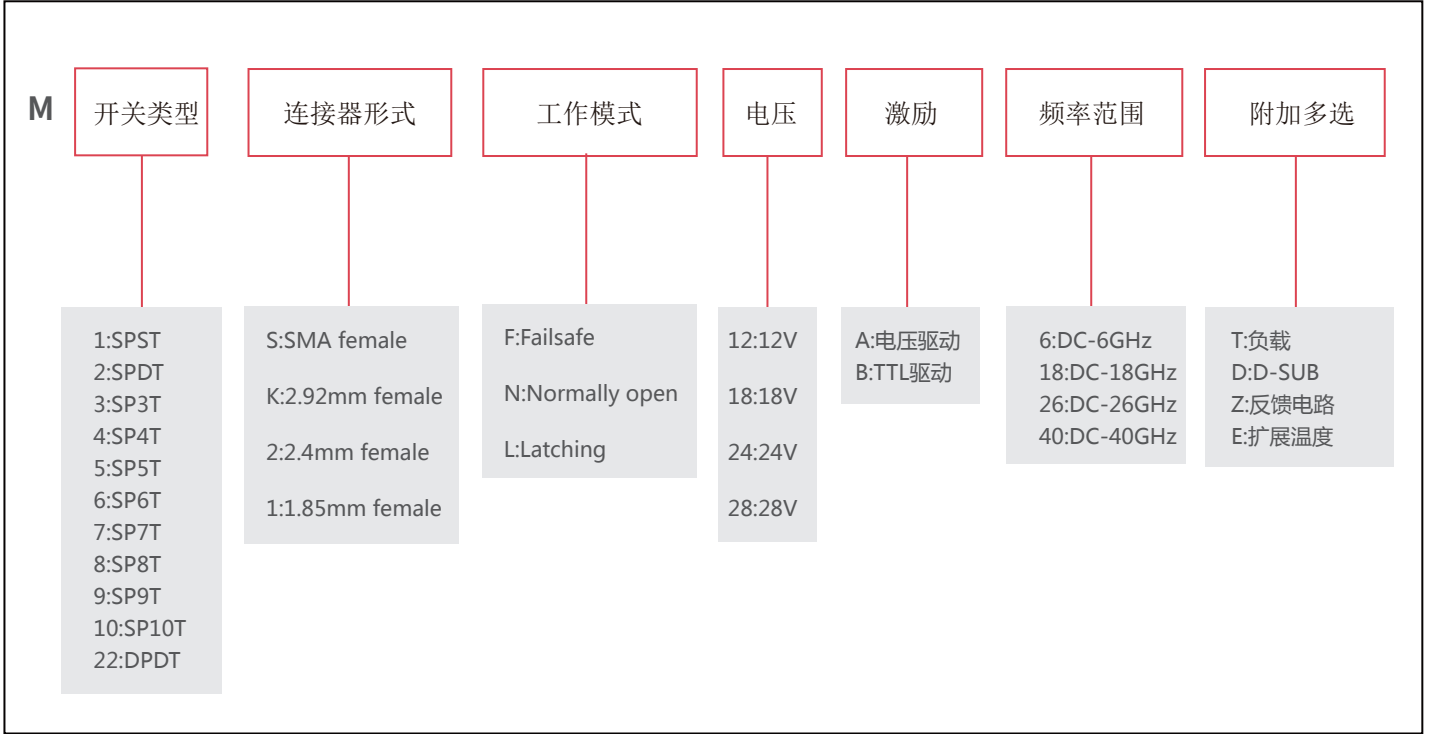 M
开关类型
连接器形式
工作模式
电压
激励
频率范围
附加多选
1:SPST
2:SPDT
3:SP3T
4:SP4T
5:SP5T
6:SP6T
7:SP7T
8:SP8T
9:SP9T
10:SP10T
22:DPDT
S:SMA female
K:2.92mm female
2:2.4mm female
1:1.85mm female
F:Failsafe
N:Normally open
L:Latching
12:12V
18:18V
24:24V
28:28V
A:电压驱动
B:TTL驱动
6:DC-6GHz
18:DC-18GHz
26:DC-26GHz
40:DC-40GHz
T:负载
D:D-SUB
Z:反馈电路
E:扩展温度